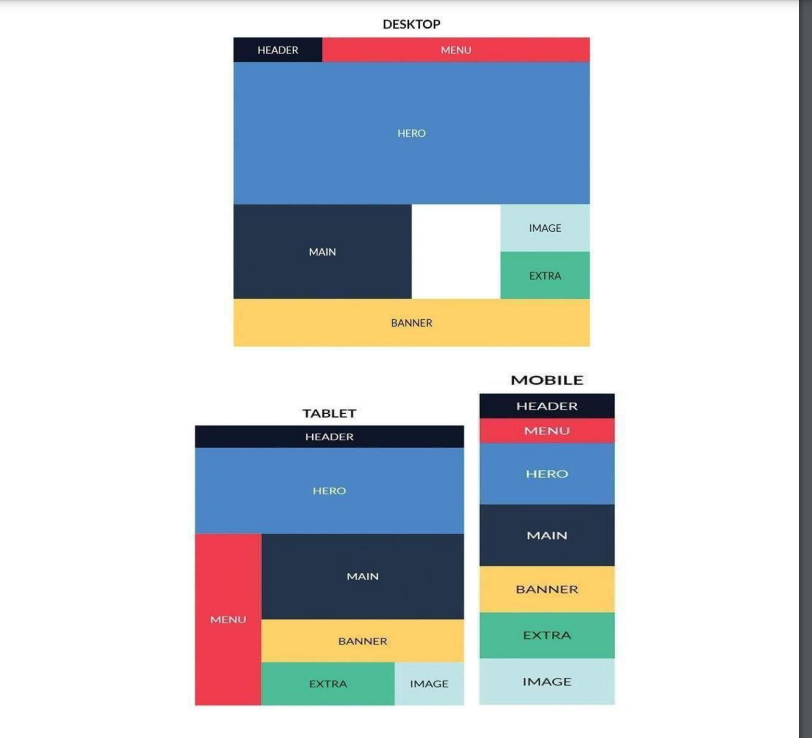 DESKTOP
HEADER MENU
HERO
MAIN
IMAGE
EXTRA
BANNER
TABLET
HEADER
HERO
MENU
MAIN
BANNER
EXTRA IMAGE
MOBILE
HEADER
MENU
HERO
MAIN
BANNER
EXTRA
IMAGE